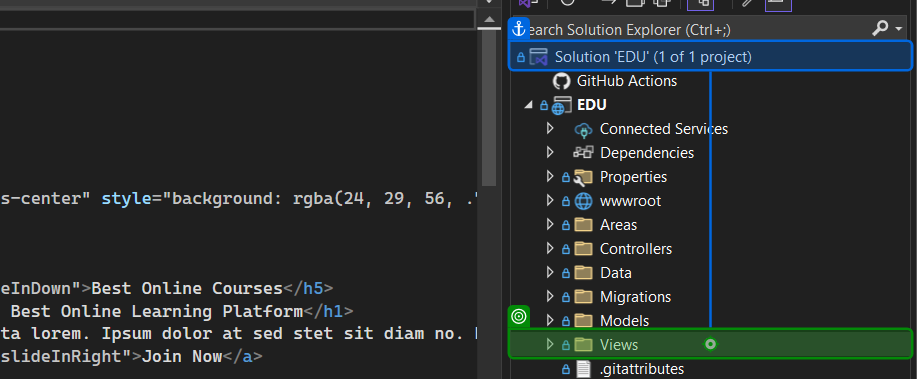 earch Solution Explorer (Ctrl+;)
Solution 'EDU' (1 of 1 project)
GitHub Actions
EDU
Connected Services
Dependencies
Properties
s-center" style="background: rgba(24, 29, 56, .
wwwroot
Areas
Controllers
Data
eInDown">Best Online Courses</h5>
Migrations
Best Online Learning Platform</h1>
Models
ta lorem. Ipsum dolor at sed stet sit diam no.
Views
slideInRight">Join Now</a>
.gitattributes